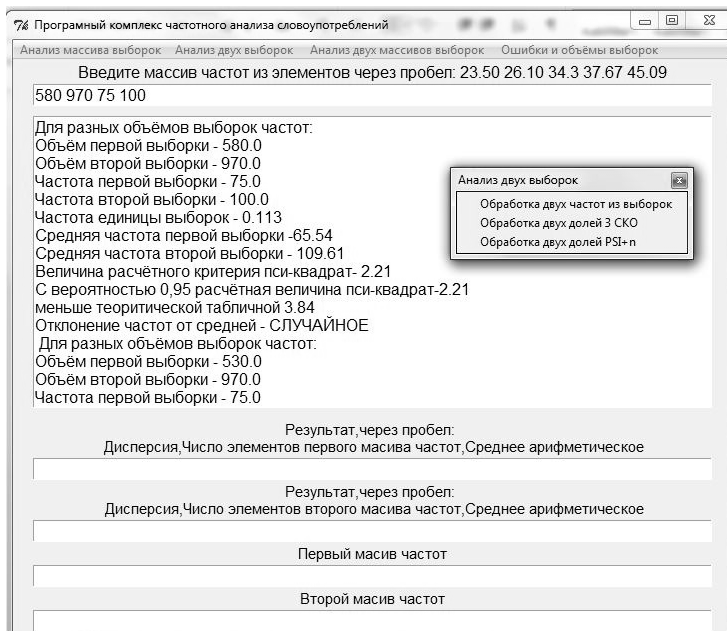 Програмный комплекс частотного анализа словоупотреблений
Анализ массива выборок Анализ двух выборок Анализ двух массивов выборок Ошибки и объёмы выборок
Введите массив частот из элементов через пробел: 23.50 26.10 34.3 37.67 45.09
580 970 75 100
Для разных объёмов выборок частот:
Объём первой выборки - 580.0
Объём второй выборки - 970.0
Частота первой выборки - 75.0
Частота второй выборки - 100.0
Частота единицы выборок - 0.113
Средняя частота первой выборки -65.54
Средняя частота второй выборки - 109.61
Величина расчётного критерия пси-квадрат- 2.21
С вероятностью 0,95 расчётная величина пси-квадрат-2.21
меньше теоритической табличной 3.84
Отклонение частот от средней - СЛУЧАЙНОЕ
Для разных объёмов выборок частот:
Объём первой выборки - 530.0
Объём второй выборки - 970.0
Частота первой выборки - 75.0
Анализ двух выборок
Обработка двух частот из выборок
Обработка двух долей 3 СКО
Обработка двух долей PSI+n
Результат,через пробел:
Дисперсия,Число элементов первого масива частот,Среднее арифметическое
Результат,через пробел:
Дисперсия,Число элементов второго масива частот,Среднее арифметическое
Первый масив частот
Второй масив частот